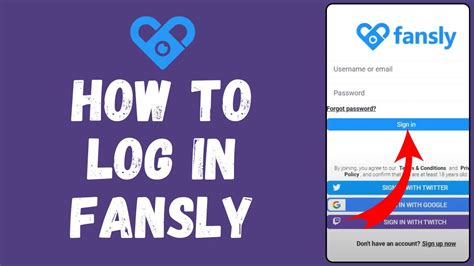 HOW TO
LOG IN
FANSLY
fansly
Username or email
Password
Forgot password?
Sign in
By joining, you agree to our Terms & Conditions and
Policy, and confirm that you are at least 18 years old.
SIGN IN WITH TWITTER
IN WITH GOOGLE
SIGN IN WITH TWITCH
Don't have an account? Sign up now